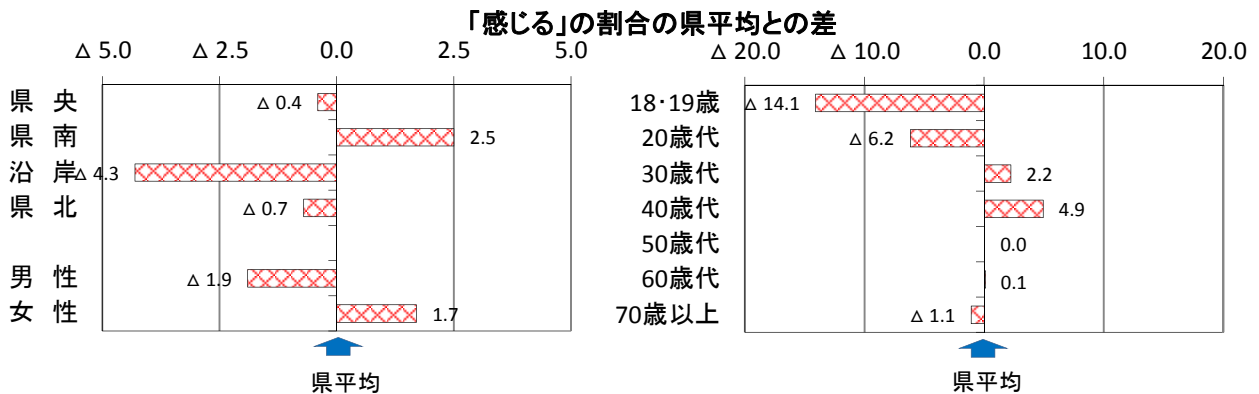 「感じる」の割合の県平均との差
△ 5.0 △ 2.5 0.0 2.5 5.0
県 央 △ 0.4
県 南 2.5
沿 岸 △ 4.3
県 北 △ 0.7
男 性 △ 1.9
女 性 1.7
県平均
△ 20.0 △ 10.0 0.0 10.0 20.0
18･19歳 △ 14.1
20歳代 △ 6.2
30歳代 2.2
40歳代 4.9
50歳代 0.0
60歳代 0.1
70歳以上 △ 1.1
県平均